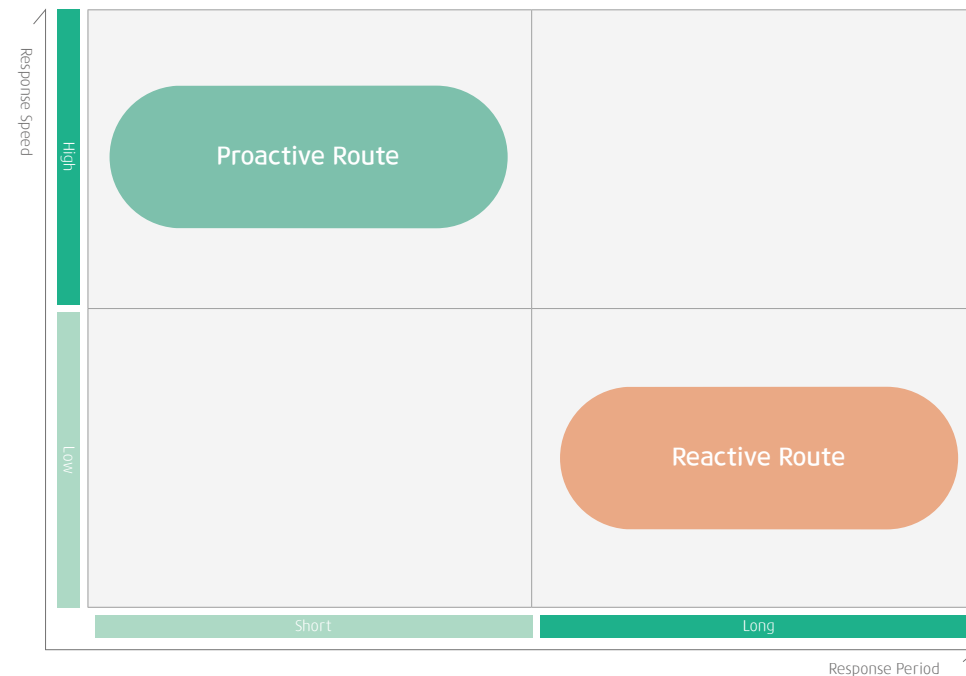 Response Speed
High
Proactive Route
Low
Reactive Route
Short
Long
Response Period